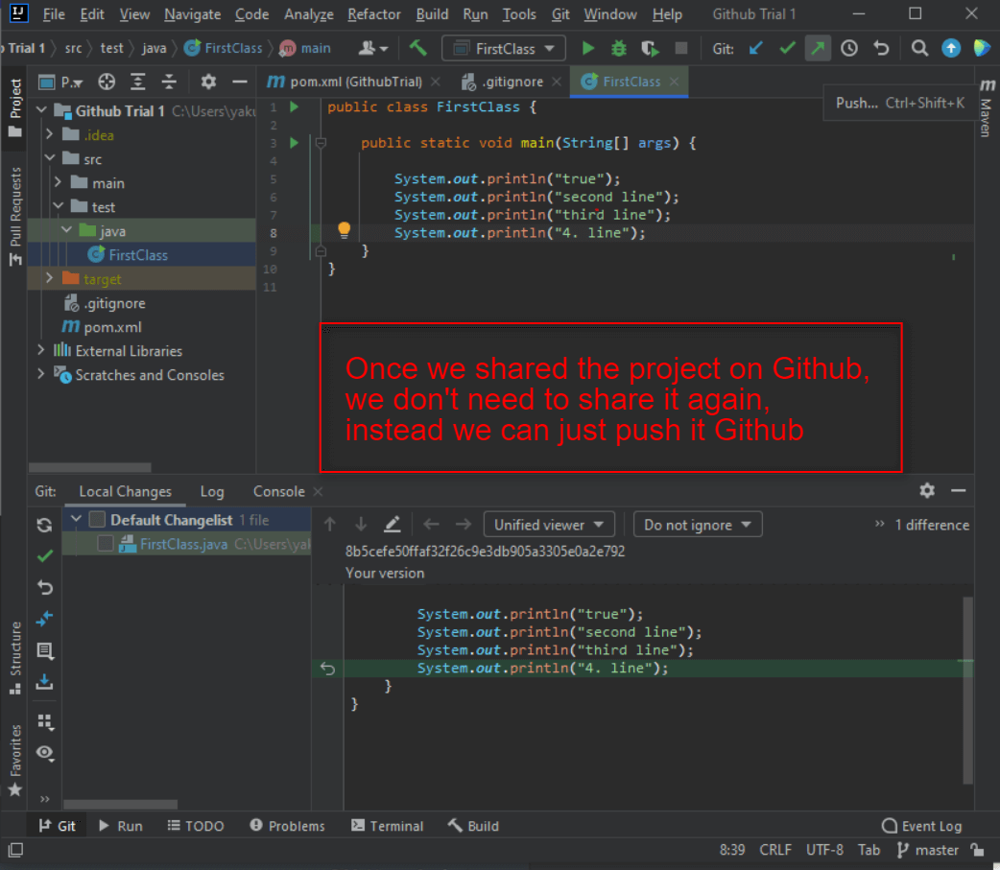 File Edit View Navigate Code Analyze Refactor Build Run Tools Git Window Help Github Trial 1
Trial 1 src test java FirstClass main FirstClass Git:
P.. pom.xml (GithubTrial) .gitignore FirstClass
Push... Ctrl+Shift+K
Project
Pull Requests
Structure
Favorites
Maven
Github Trial 1 C:\Users\yaku
.idea
src
main
test
java
FirstClass
target
.gitignore
pom.xml
External Libraries
Scratches and Consoles
1 public class FirstClass {
2
3 public static void main(String[] args) {
4
5 System.out.println("true");
6 System.out.println("second line");
7 System.out.println("third line");
8 System.out.println("4. line");
9 }
10 }
11
Once we shared the project on Github,
we don't need to share it again,
instead we can just push it Github
Git: Local Changes Log Console
Default Changelist 1 file
FirstClass.java C:\Users\yak
Unified viewer Do not ignore 1 difference
8b5cefe50ffaf32f26c9e3db905a3305e0a2e792
Your version
System.out.println("true");
System.out.println("second line");
System.out.println("third line");
System.out.println("4. line");
}
}
Git Run TODO Problems Terminal Build Event Log
8:39 CRLF UTF-8 Tab master